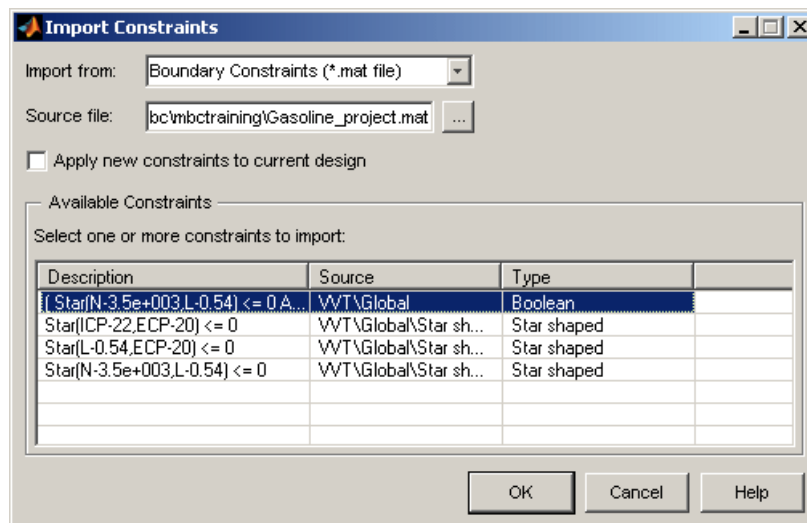 Import Constraints
Import from: Boundary Constraints (*.mat file)
Source file: bc\mbctraining\Gasoline_project.mat ...
Apply new constraints to current design
Available Constraints
Select one or more constraints to import:
Description Source Type
( Star(N-3.5e+003,L-0.54) <= 0 A... VVT\Global Boolean
Star(ICP-22,ECP-20) <= 0 VVT\Global\Star sh... Star shaped
Star(L-0.54,ECP-20) <= 0 VVT\Global\Star sh... Star shaped
Star(N-3.5e+003,L-0.54) <= 0 VVT\Global\Star sh... Star shaped
OK Cancel Help